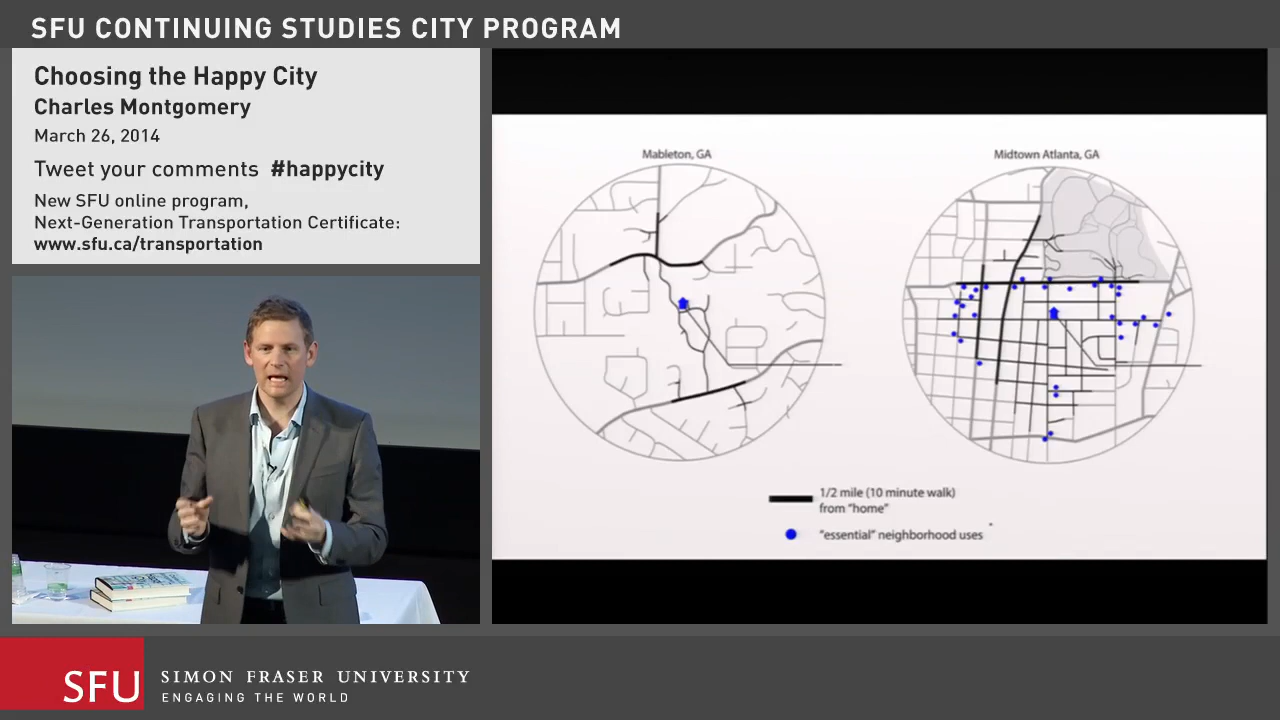 SFU CONTINUING STUDIES CITY PROGRAM
Choosing the Happy City
Charles Montgomery
March 26, 2014
Tweet your comments #happycity
New SFU online program,
Next-Generation Transportation Certificate:
www.sfu.ca/transportation
Mableton, GA
Midtown Atlanta, GA
1/2 mile (10 minute walk)
from "home"
"essential" neighborhood uses
SFU
SIMON FRASER UNIVERSITY
ENGAGING THE WORLD